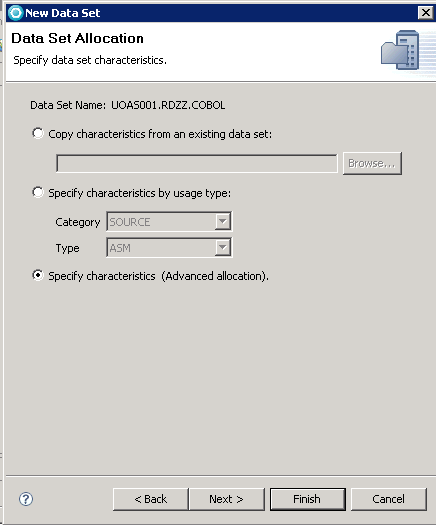 New Data Set
Data Set Allocation
Specify data set characteristics.
Data Set Name: UOAS001.RDZZ.COBOL
Copy characteristics from an existing data set:
Browse...
Specify characteristics by usage type:
Category SOURCE
Type ASM
Specify characteristics (Advanced allocation).
? < Back Next > Finish Cancel